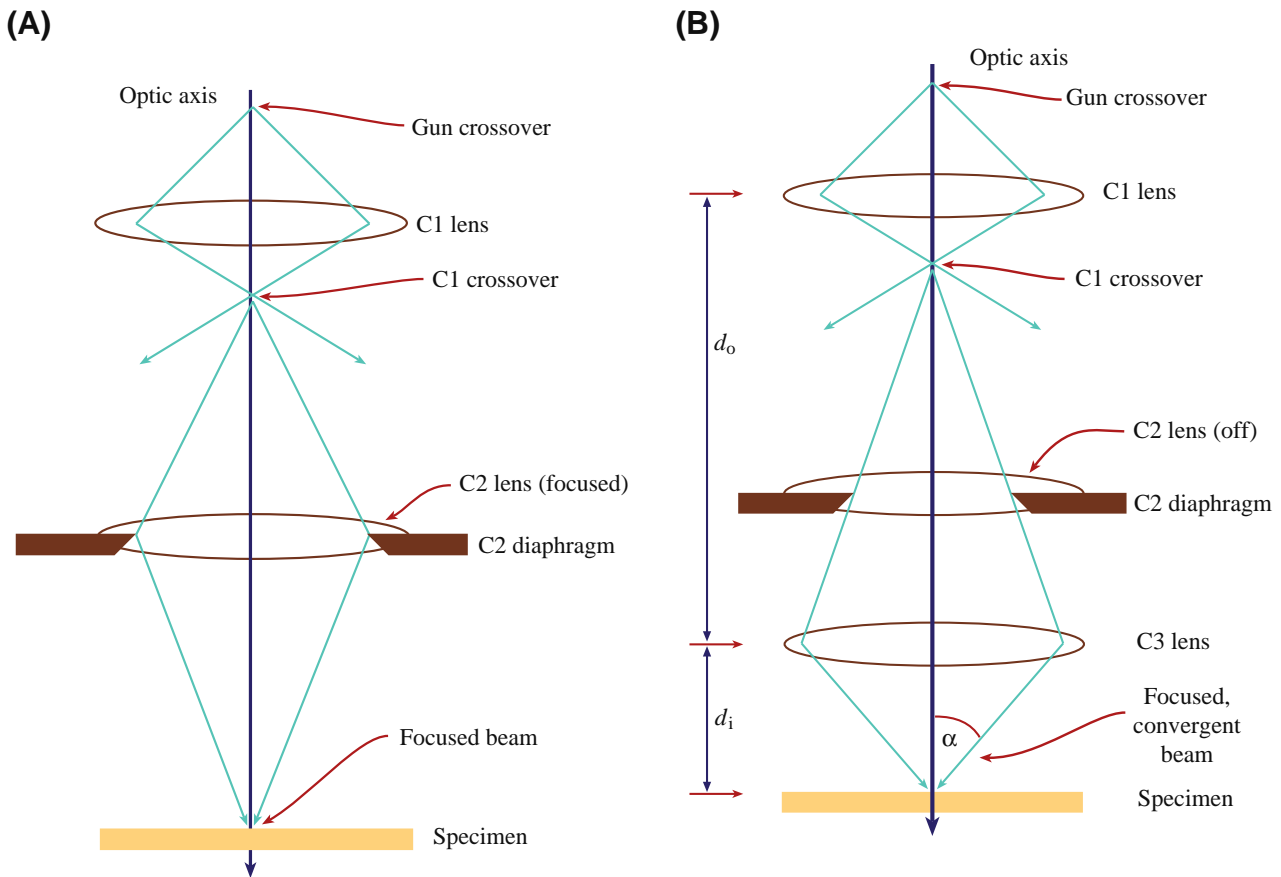 (A)
Optic axis
Gun crossover
C1 lens
C1 crossover
C2 lens (focused)
C2 diaphragm
Focused beam
Specimen
(B)
Optic axis
Gun crossover
C1 lens
C1 crossover
do
C2 lens (off)
C2 diaphragm
C3 lens
di
α
Focused,
convergent
beam
Specimen